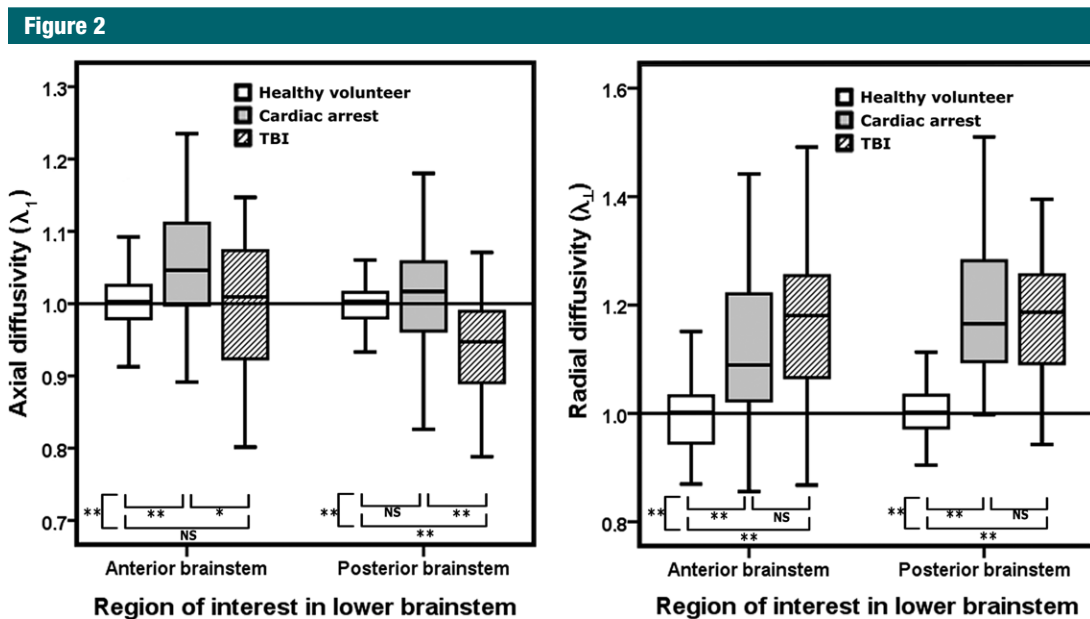 Figure 2
1.3
1.2
1.1
1.0
0.9
0.8
0.7
Axial diffusivity (λ₁)
Healthy volunteer
Cardiac arrest
TBI
** ** *
NS
** NS **
**
Anterior brainstem Posterior brainstem
Region of interest in lower brainstem
1.6
1.4
1.2
1.0
0.8
Radial diffusivity (λ⊥)
Healthy volunteer
Cardiac arrest
TBI
** ** NS
**
** ** NS
**
Anterior brainstem Posterior brainstem
Region of interest in lower brainstem